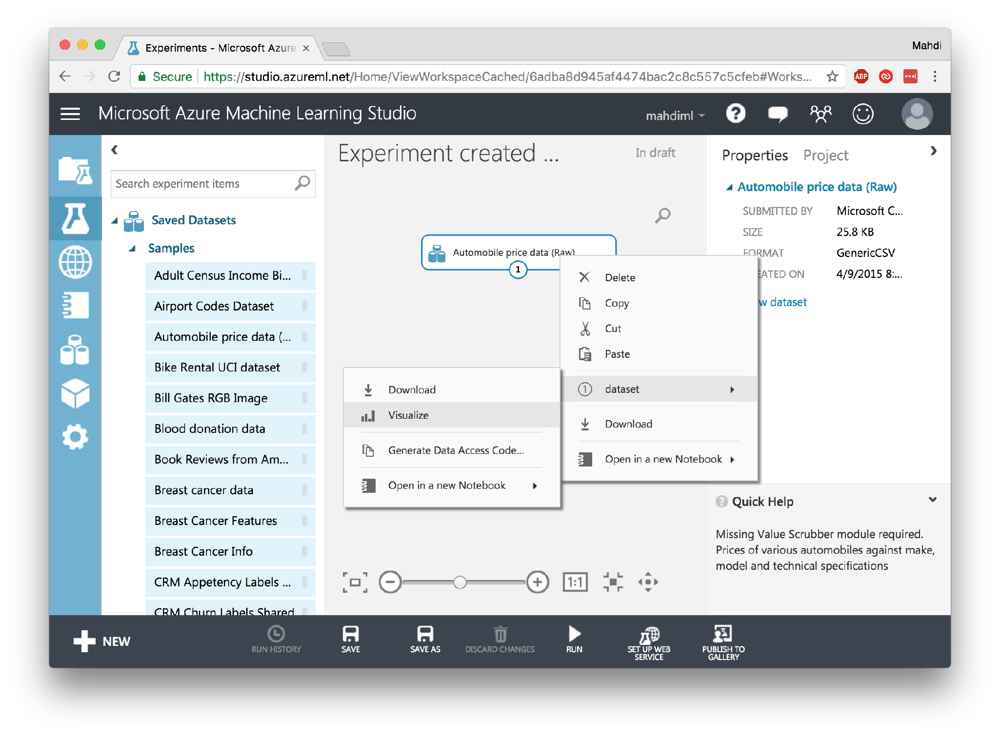 Experiments - Microsoft Azure
Mahdi
Secure
https://studio.azureml.net/Home/ViewWorkspaceCached/6adba8d945af4474bac2c8c557c5cfeb#Works...
ABP
Microsoft Azure Machine Learning Studio
mahdiml
?
Search experiment items
Saved Datasets
Samples
Adult Census Income Bi...
Airport Codes Dataset
Automobile price data (...
Bike Rental UCI dataset
Bill Gates RGB Image
Blood donation data
Book Reviews from Am...
Breast cancer data
Breast Cancer Features
Breast Cancer Info
CRM Appetency Labels ...
CRM Churn Labels Shared
Experiment created ...
In draft
Automobile price data (Raw)
1
Delete
Copy
Cut
Paste
1 dataset
Download
Open in a new Notebook
Download
Visualize
Generate Data Access Code...
Open in a new Notebook
1:1
Properties
Project
Automobile price data (Raw)
SUBMITTED BY Microsoft C...
SIZE 25.8 KB
FORMAT GenericCSV
EATED ON 4/9/2015 8:...
w dataset
? Quick Help
Missing Value Scrubber module required.
Prices of various automobiles against make,
model and technical specifications
NEW
RUN HISTORY
SAVE
SAVE AS
DISCARD CHANGES
RUN
SET UP WEB
SERVICE
PUBLISH TO
GALLERY